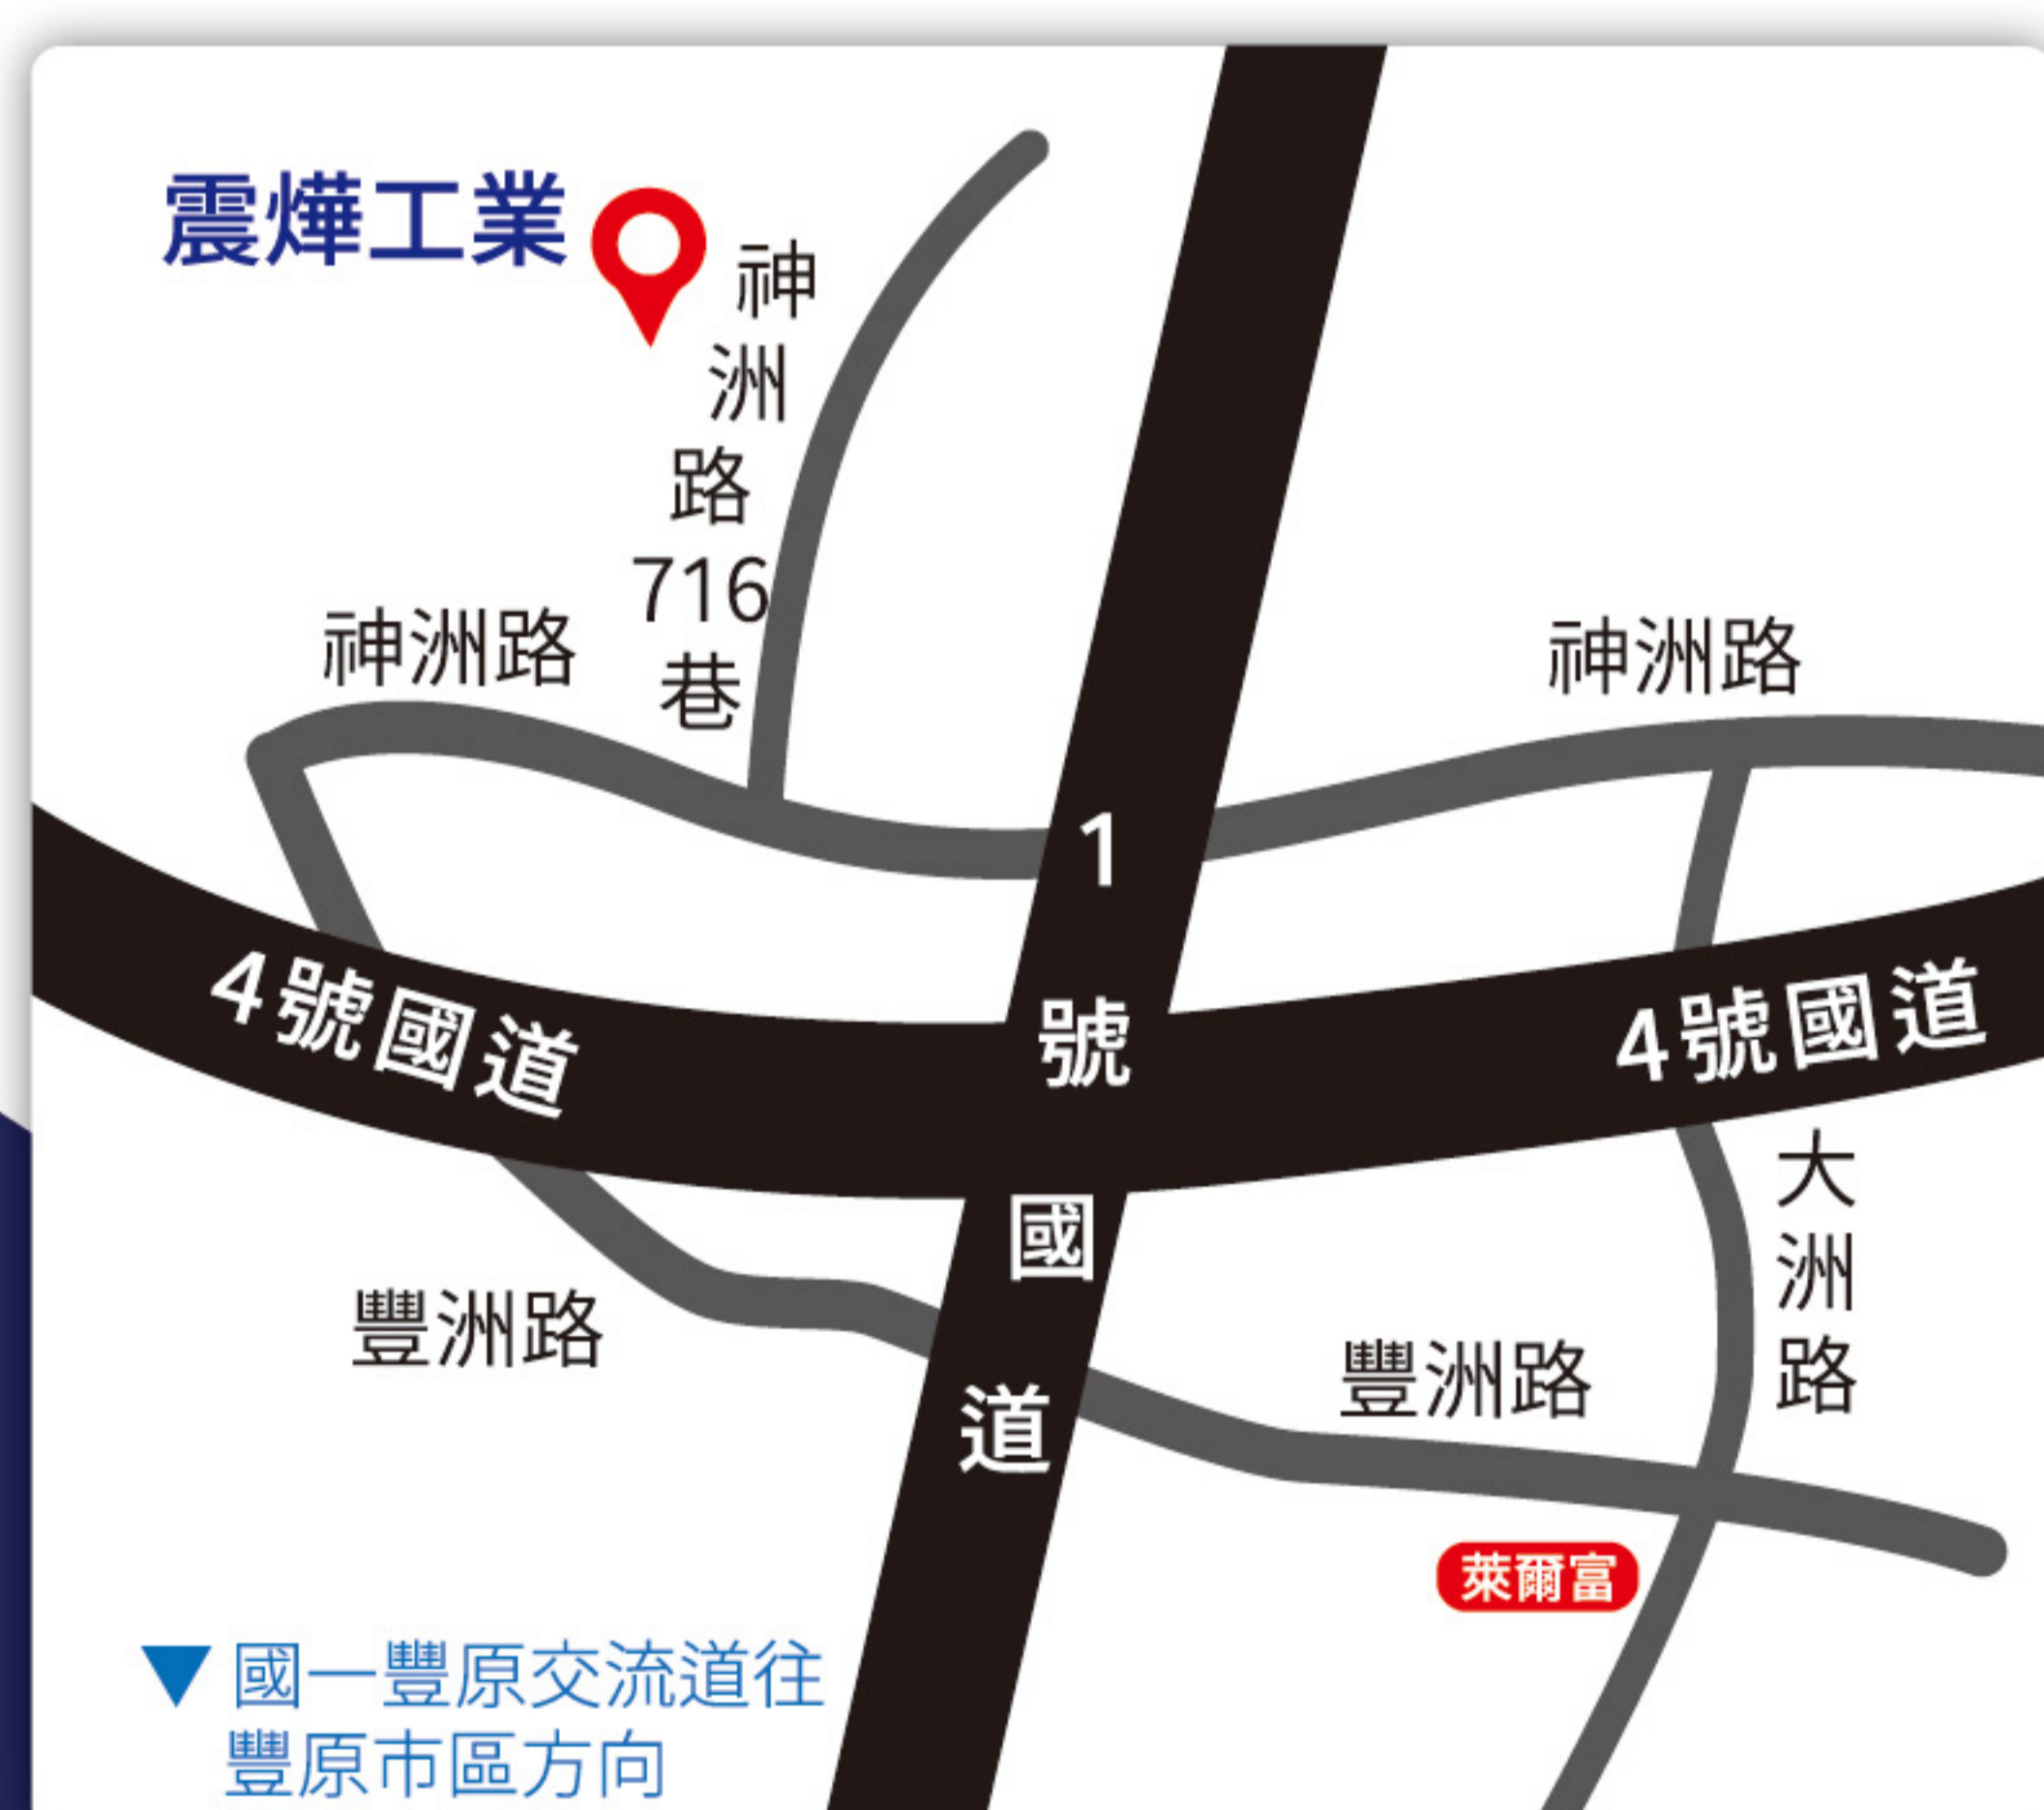 震燁工業
神洲路716巷
神洲路
神洲路
1號國道
4號國道
4號國道
大洲路
豐洲路
豐洲路
萊爾富
▼國一豐原交流道往
豐原市區方向